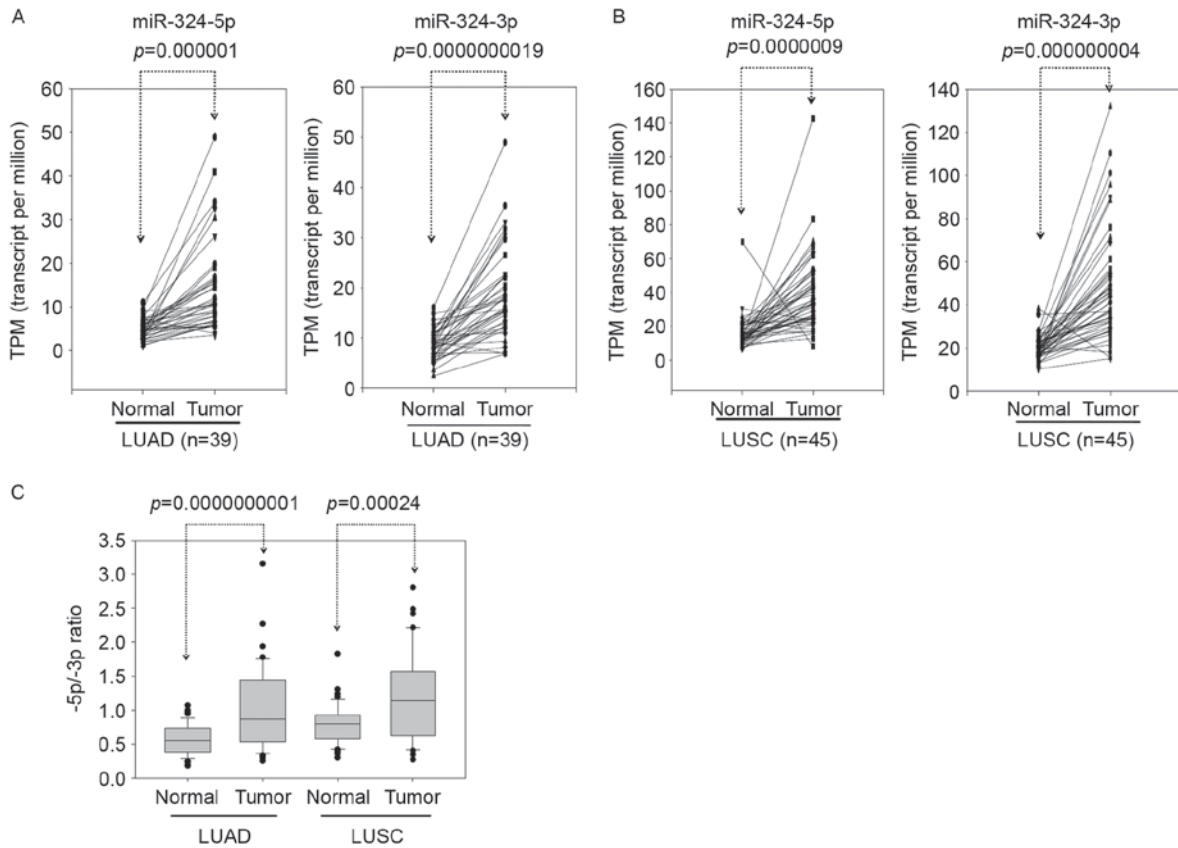 A
miR-324-5p
p=0.000001
TPM (transcript per million)
60
50
40
30
20
10
0
Normal Tumor
LUAD (n=39)
miR-324-3p
p=0.0000000019
TPM (transcript per million)
60
50
40
30
20
10
0
Normal Tumor
LUAD (n=39)
B
miR-324-5p
p=0.0000009
TPM (transcript per million)
160
140
120
100
80
60
40
20
0
Normal Tumor
LUSC (n=45)
miR-324-3p
p=0.000000004
TPM (transcript per million)
140
120
100
80
60
40
20
0
Normal Tumor
LUSC (n=45)
C
p=0.0000000001 p=0.00024
-5p/-3p ratio
3.5
3.0
2.5
2.0
1.5
1.0
0.5
0.0
Normal Tumor Normal Tumor
LUAD LUSC